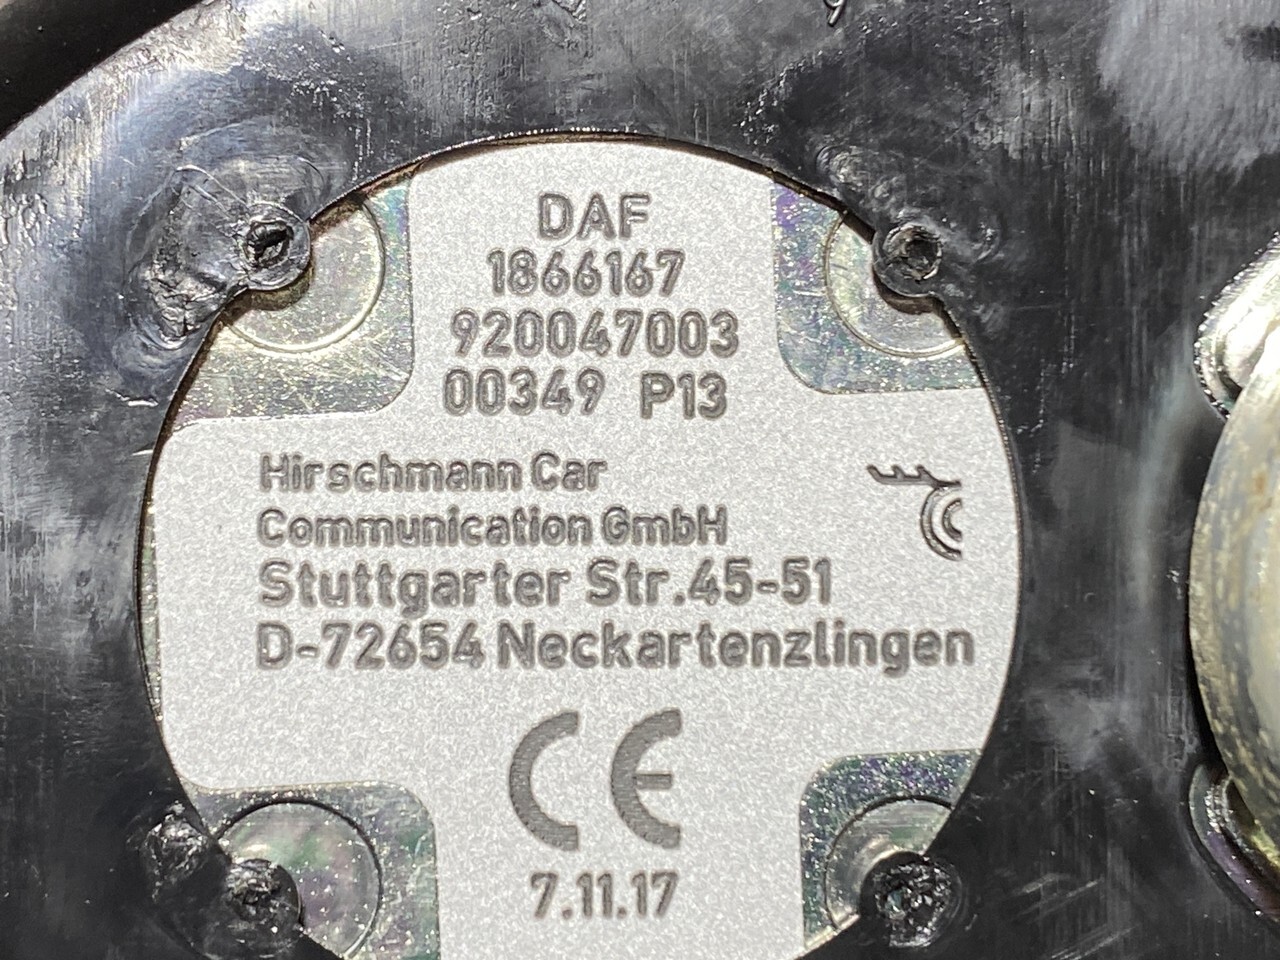 DAF
1866167
920047003
00349 P13
Hirschmann Car
Communication GmbH
Stuttgarter Str.45-51
D-72654 Neckartenzlingen
CE
7.11.17